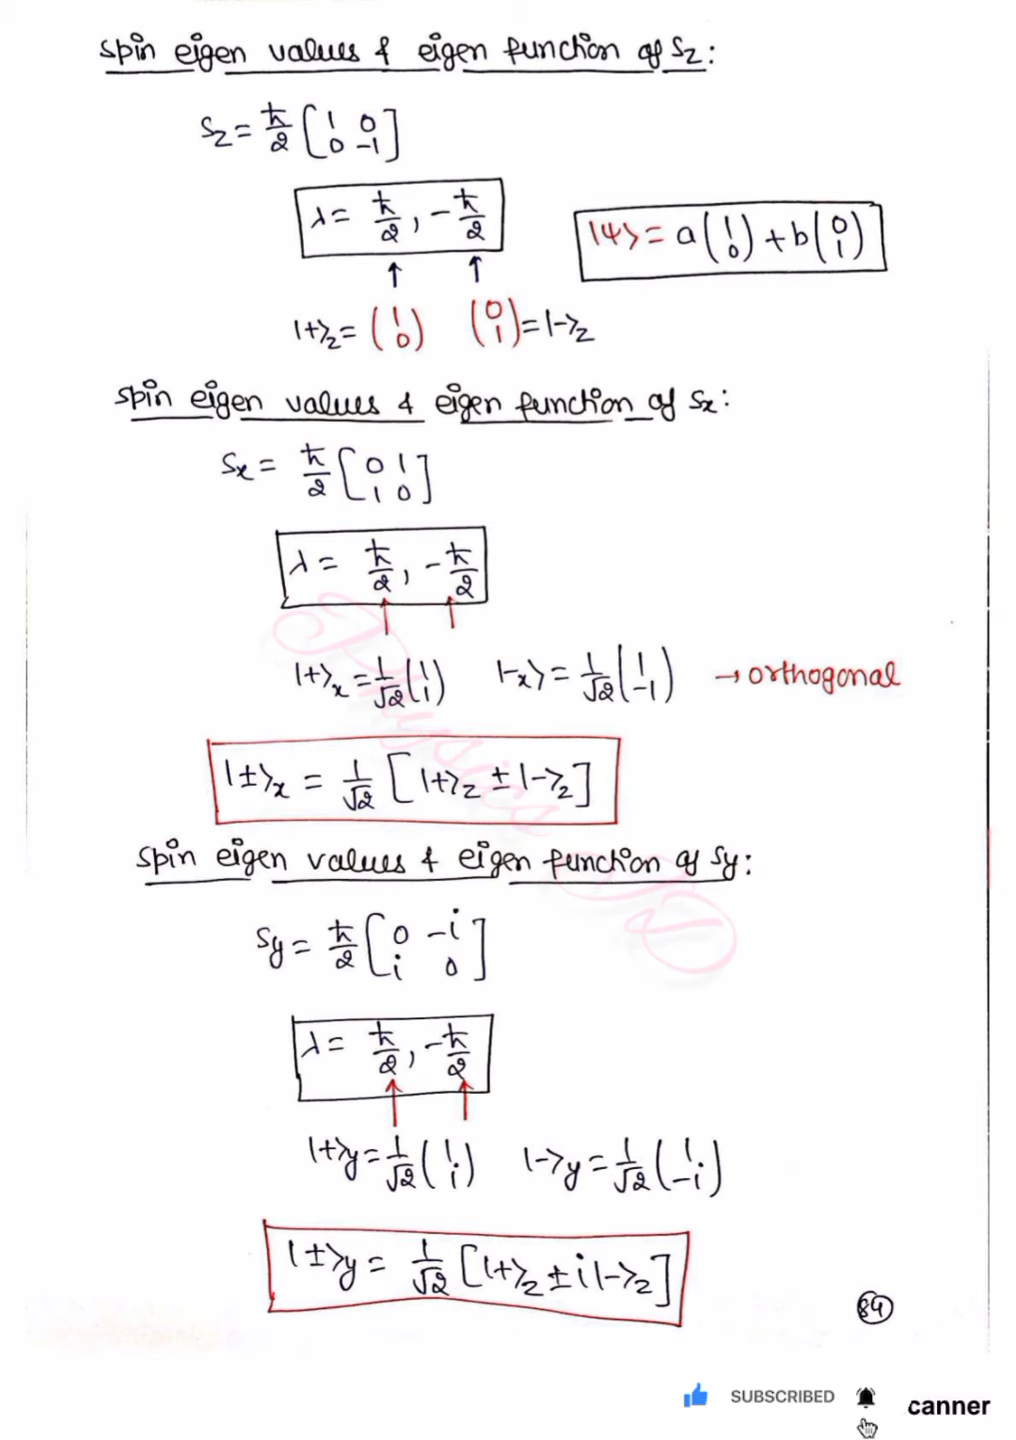 spin eigen values & eigen function of Sz:
Sz = ħ/2 [1 0
0 -1]
λ = ħ/2, -ħ/2
|ψ> = a(1 0) + b(0 1)
|+>z = (1 0) (0 1) = |->z
spin eigen values & eigen function of Sx:
Sx = ħ/2 [0 1
1 0]
λ = ħ/2, -ħ/2
|+>x = 1/√2 (1 1) |-x> = 1/√2 (1 -1) → orthogonal
|±>x = 1/√2 [|+>z ± |->z]
spin eigen values & eigen function of Sy:
Sy = ħ/2 [0 -i
i 0]
λ = ħ/2, -ħ/2
|+>y = 1/√2 (1 i) |->y = 1/√2 (1 -i)
|±>y = 1/√2 [|+>z ± i|->z]
84
SUBSCRIBED
canner